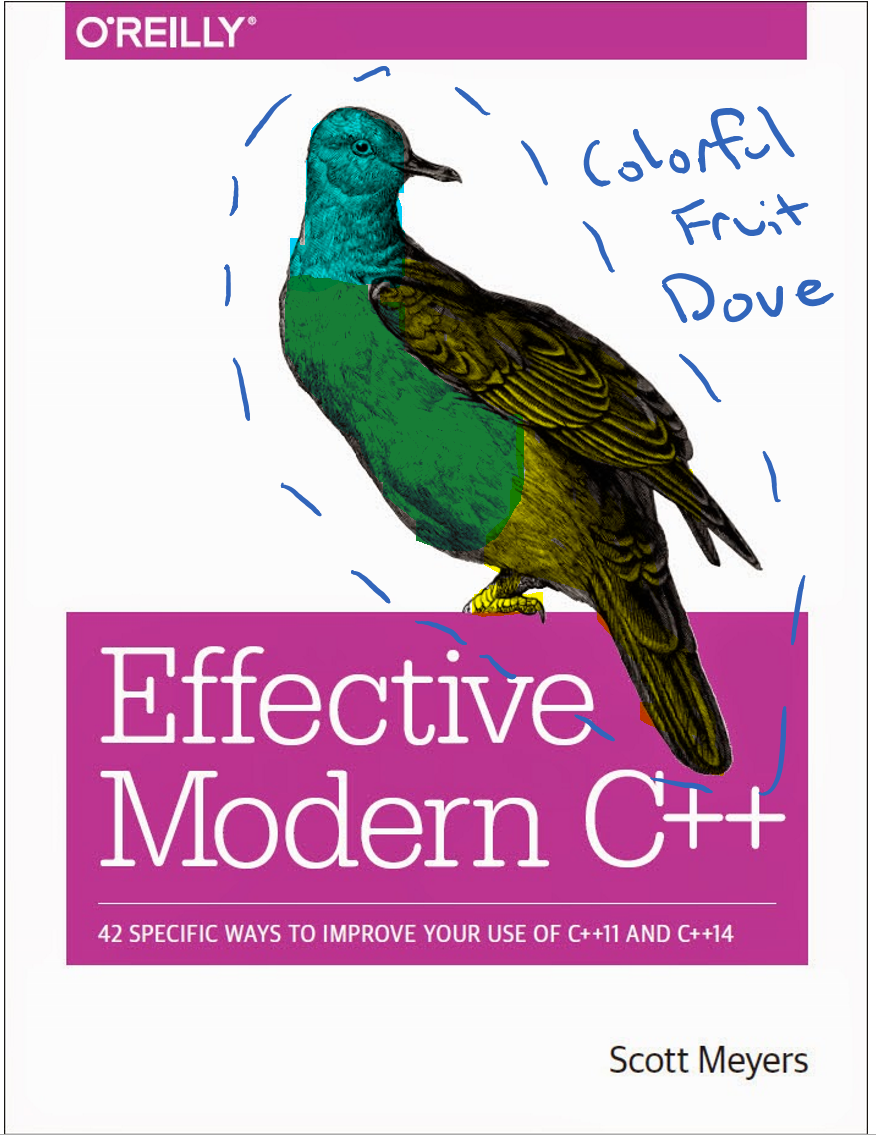 O'REILLY®
Colorful
Fruit
Dove
Effective
Modern C++
42 SPECIFIC WAYS TO IMPROVE YOUR USE OF C++11 AND C++14
Scott Meyers